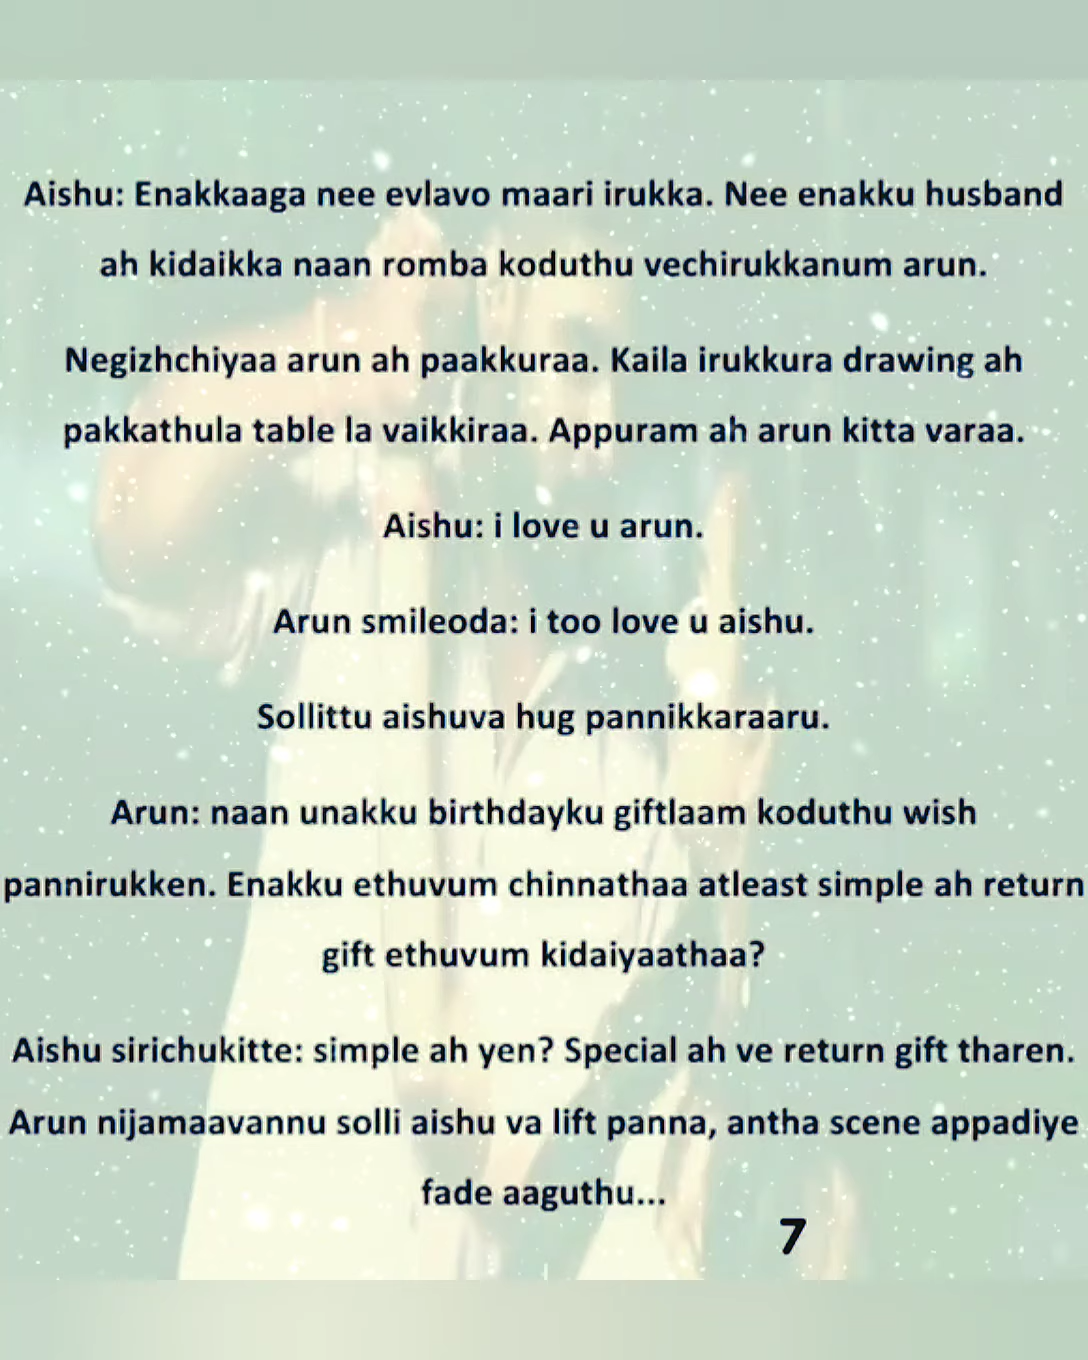 Aishu: Enakkaaga nee evlavo maari irukka. Nee enakku husband
ah kidaikka naan romba koduthu vechirukkanum arun.
Negizhchiyaa arun ah paakkuraa. Kaila irukkura drawing ah
pakkathula table la vaikkiraa. Appuram ah arun kitta varaa.
Aishu: i love u arun.
Arun smileoda: i too love u aishu.
Sollittu aishuva hug pannikkaraaru.
Arun: naan unakku birthdayku giftlaam koduthu wish
pannirukken. Enakku ethuvum chinnathaa atleast simple ah return
gift ethuvum kidaiyaathaa?
Aishu sirichukitte: simple ah yen? Special ah ve return gift tharen.
Arun nijamaavannu solli aishu va lift panna, antha scene appadiye
fade aaguthu...
7